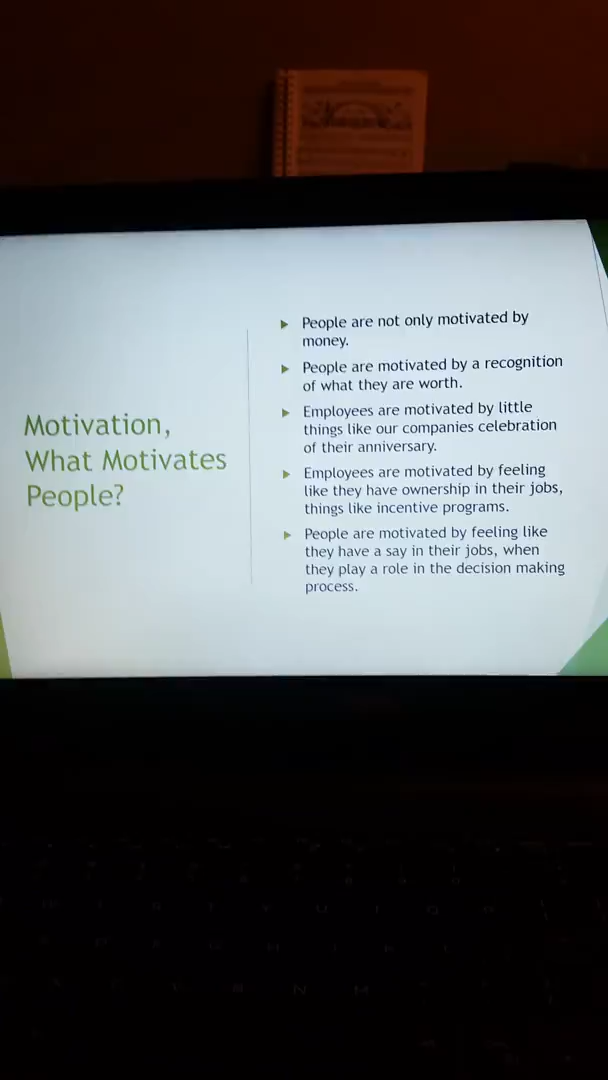 Motivation,
What Motivates
People?
People are not only motivated by
money.
People are motivated by a recognition
of what they are worth.
Employees are motivated by little
things like our companies celebration
of their anniversary.
Employees are motivated by feeling
like they have ownership in their jobs,
things like incentive programs.
People are motivated by feeling like
they have a say in their jobs, when
they play a role in the decision making
process.